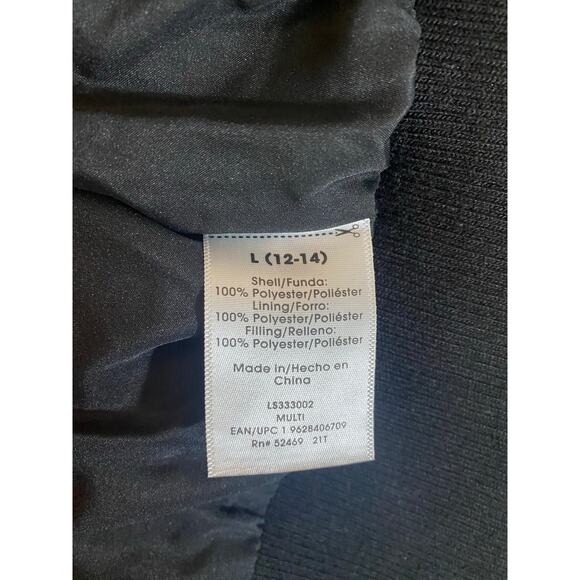 L (12-14)
Shell/Funda:
100% Polyester/Poliéster
Lining/Forro:
100% Polyester/Poliéster
Filling/Relleno:
100% Polyester/Poliéster
Made in/Hecho en
China
LS333002
MULTI
EAN/UPC 1 9628406709
Rn# 52469 21T